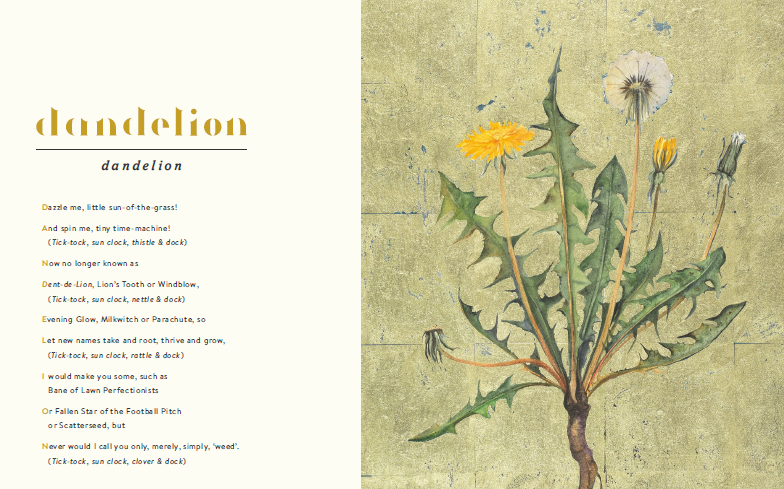 dandelion
dandelion
Dazzle me, little sun-of-the-grass!
And spin me, tiny time-machine!
(Tick-tock, sun clock, thistle & dock)
Now no longer known as
Dent-de-Lion, Lion's Tooth or Windblow,
(Tick-tock, sun clock, nettle & dock)
Evening Glow, Milkwitch or Parachute, so
Let new names take and root, thrive and grow,
(Tick-tock, sun clock, rattle & dock)
I would make you some, such as
Bane of Lawn Perfectionists
Or Fallen Star of the Football Pitch
or Scatterseed, but
Never would I call you only, merely, simply, ‘weed’.
(Tick-tock, sun clock, clover & dock)